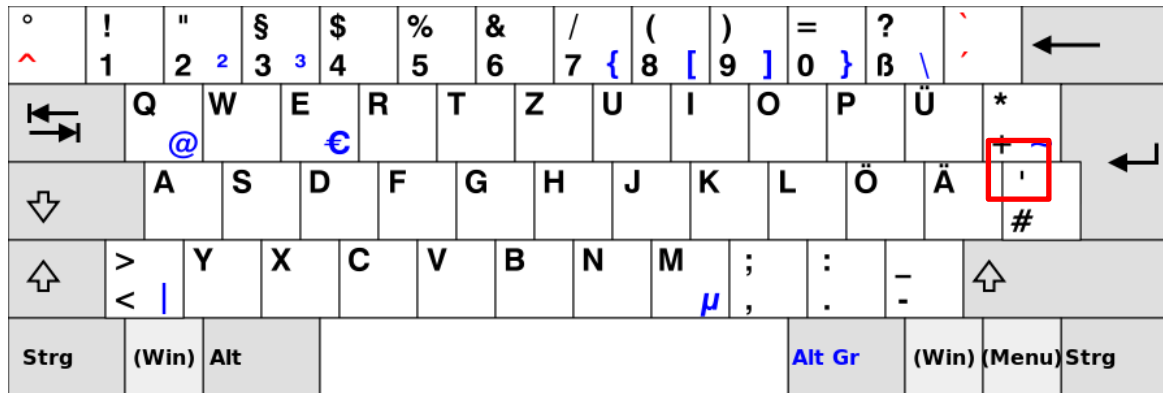 ° ! " § $ % & / ( ) = ? `
^ 1 2 ² 3 ³ 4 5 6 7 { 8 [ 9 ] 0 } ß \ ´
Q W E R T Z U I O P Ü *
@ € + ~
A S D F G H J K L Ö Ä '
#
> Y X C V B N M ; : _
< | µ , . -
Strg (Win) Alt Alt Gr (Win) (Menu) Strg